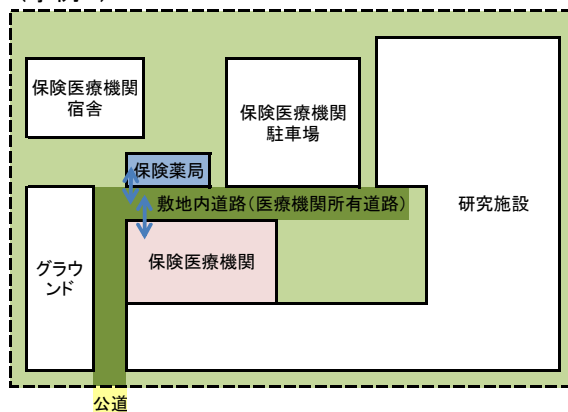 保険医療機関
宿舎
保険医療機関
駐車場
保険薬局
敷地内道路(医療機関所有道路)
研究施設
保険医療機関
グラウ
ンド
公道